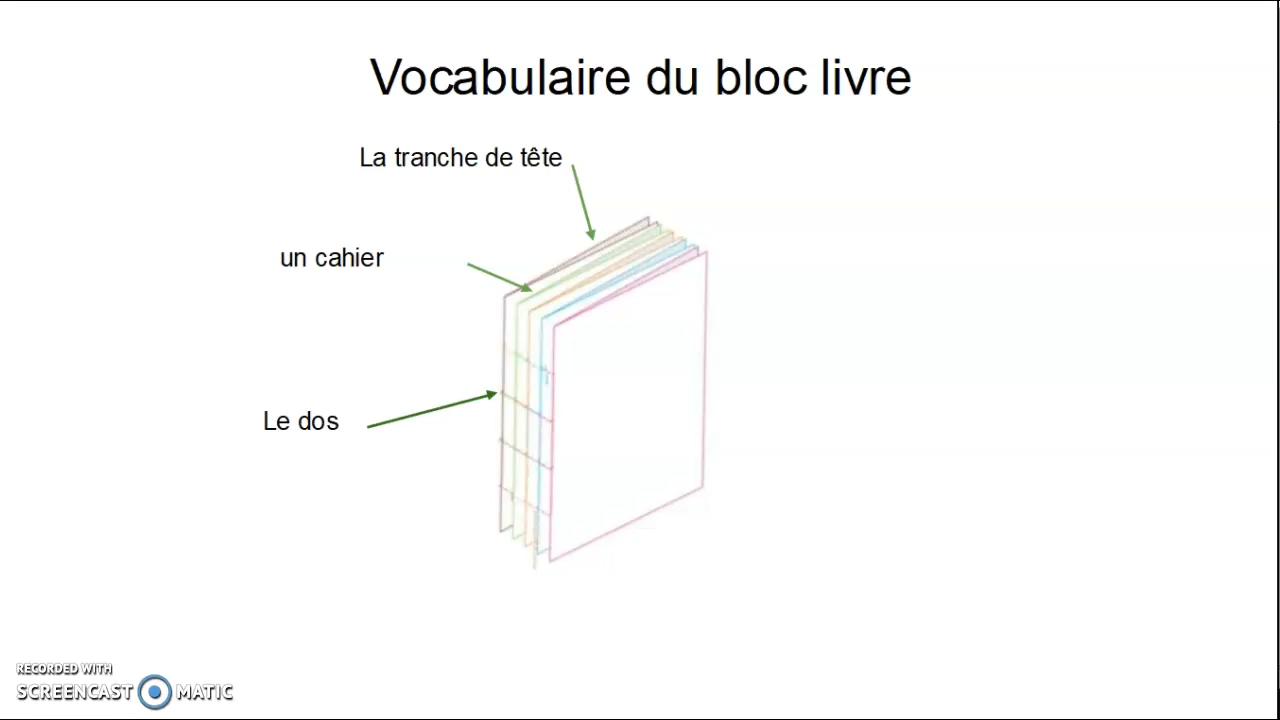 Vocabulaire du bloc livre
La tranche de tête
un cahier
Le dos
RECORDED WITH
SCREENCAST MATIC